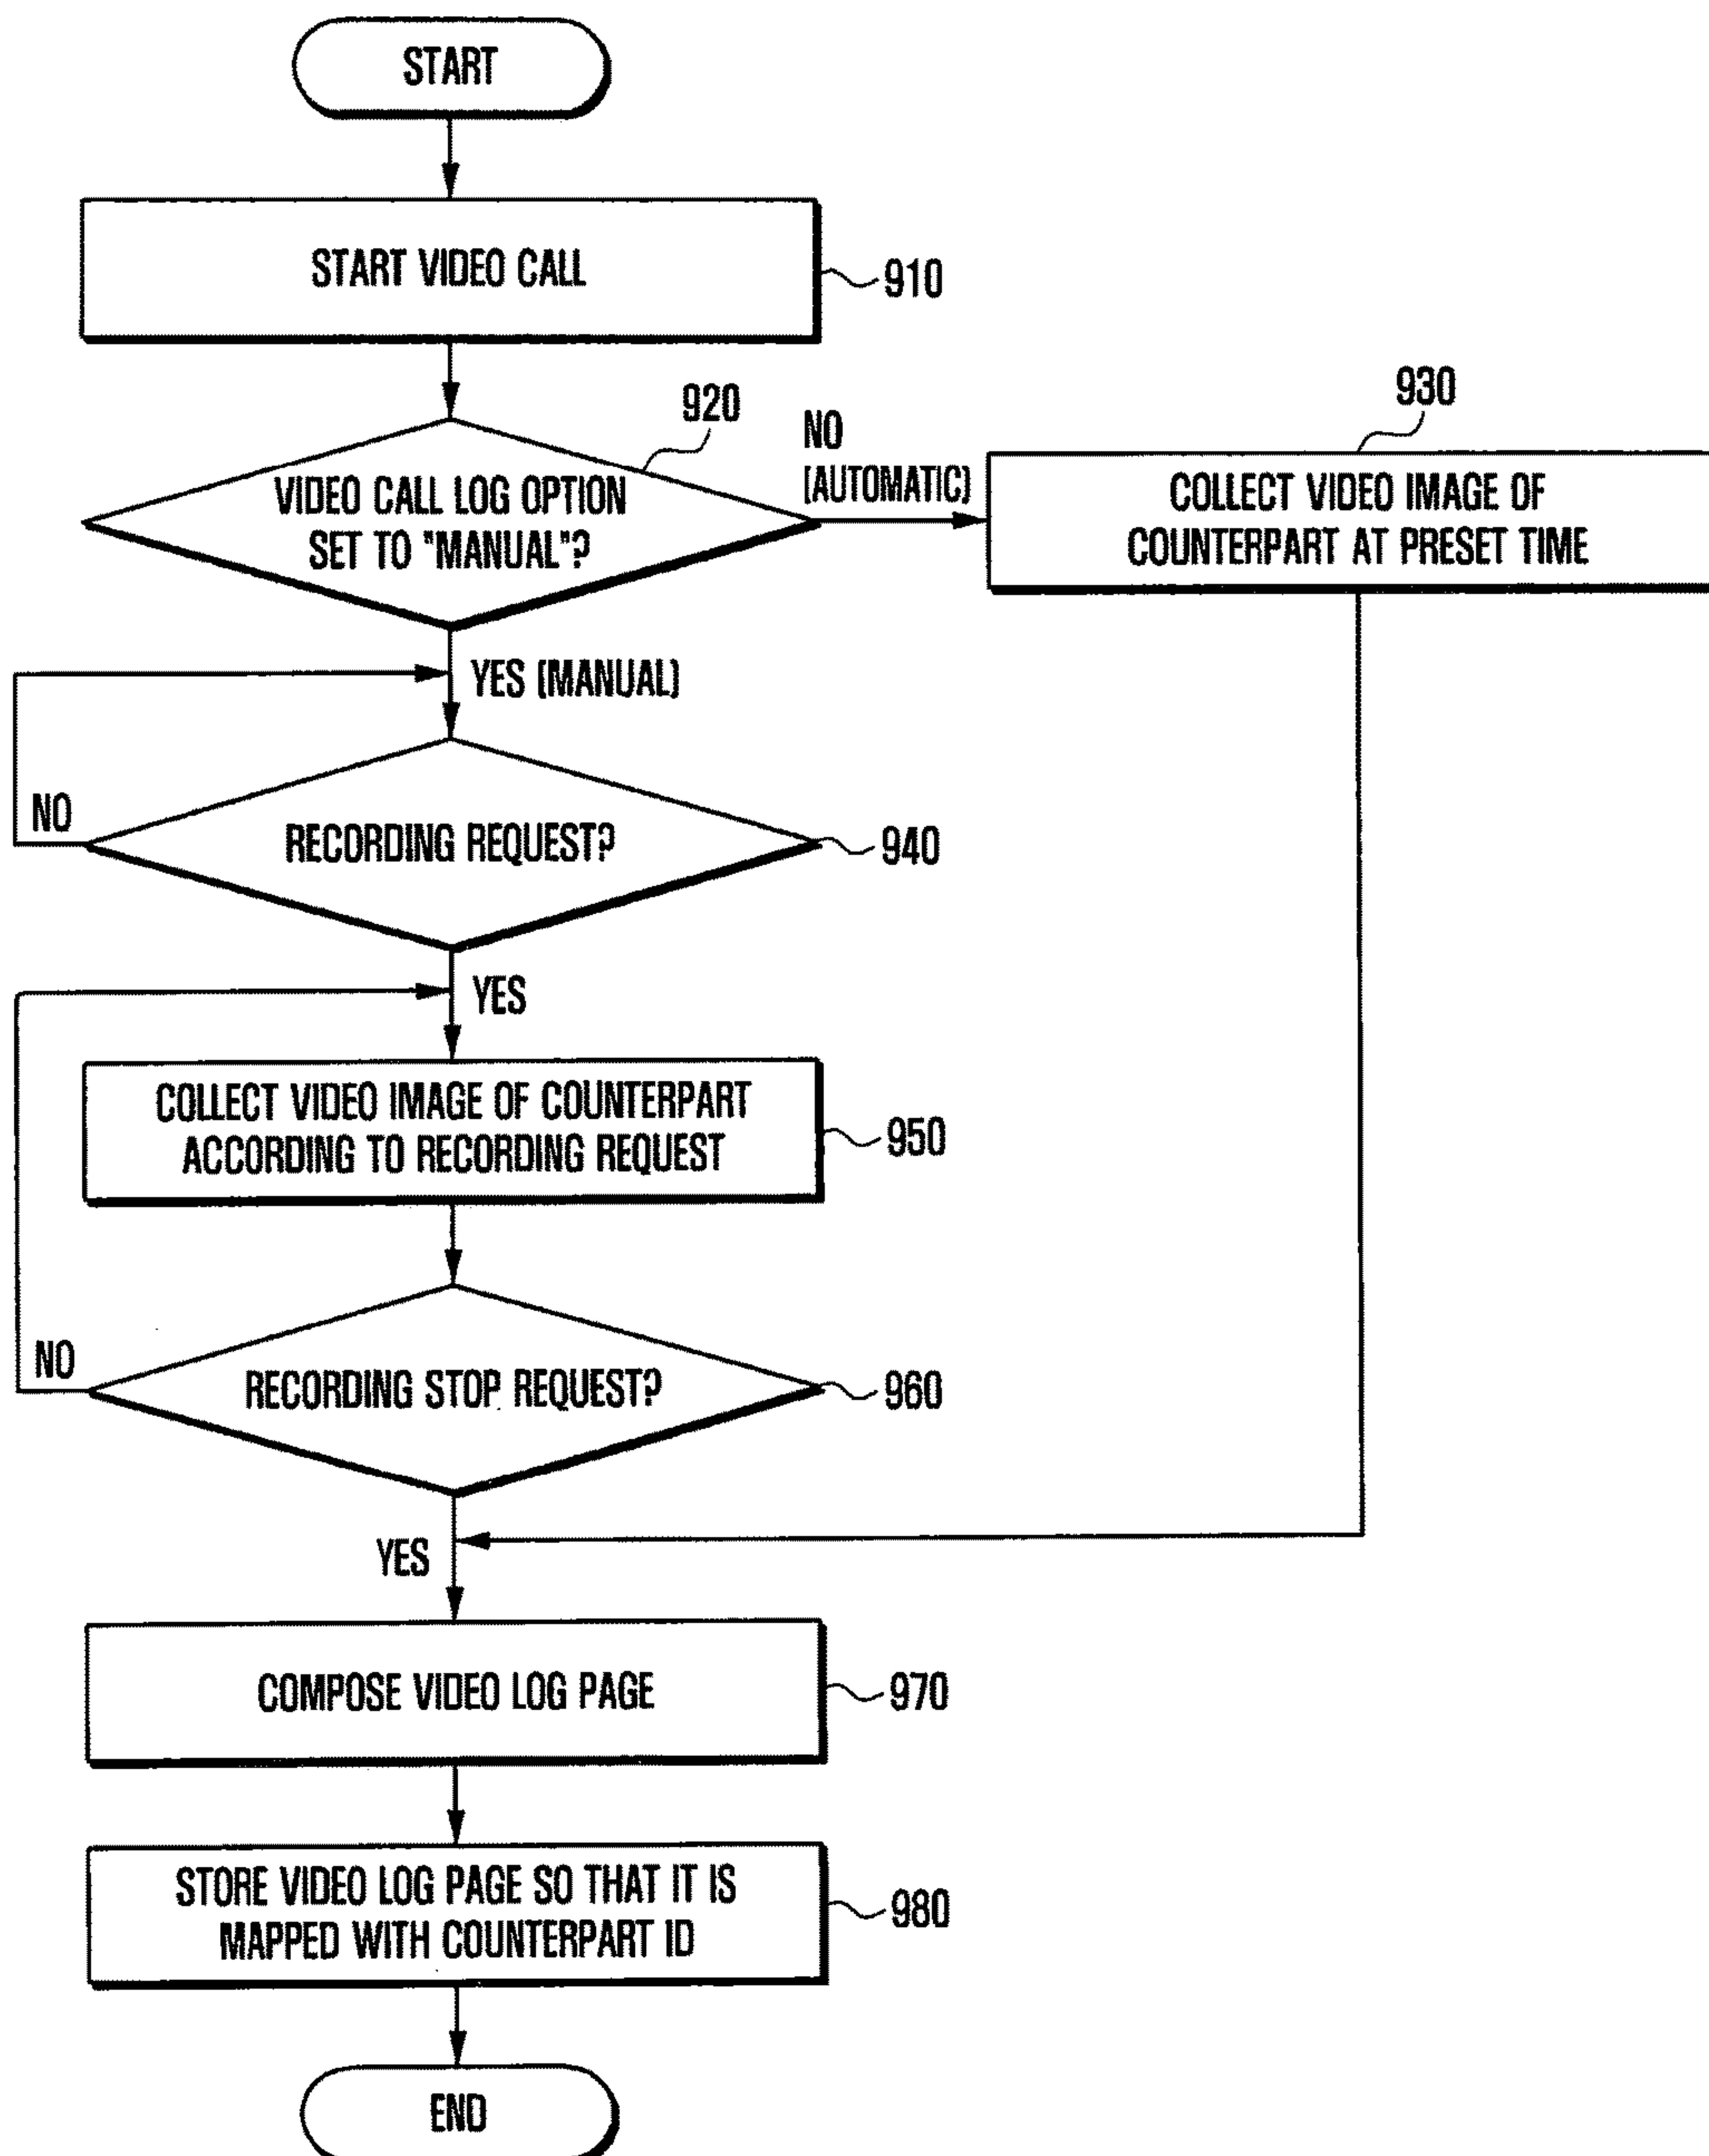 START
START VIDEO CALL
910
920
VIDEO CALL LOG OPTION
SET TO "MANUAL"?
NO
(AUTOMATIC)
930
COLLECT VIDEO IMAGE OF
COUNTERPART AT PRESET TIME
YES (MANUAL)
NO
RECORDING REQUEST?
940
YES
COLLECT VIDEO IMAGE OF COUNTERPART
ACCORDING TO RECORDING REQUEST
950
NO
RECORDING STOP REQUEST?
960
YES
COMPOSE VIDEO LOG PAGE
970
STORE VIDEO LOG PAGE SO THAT IT IS
MAPPED WITH COUNTERPART ID
980
END